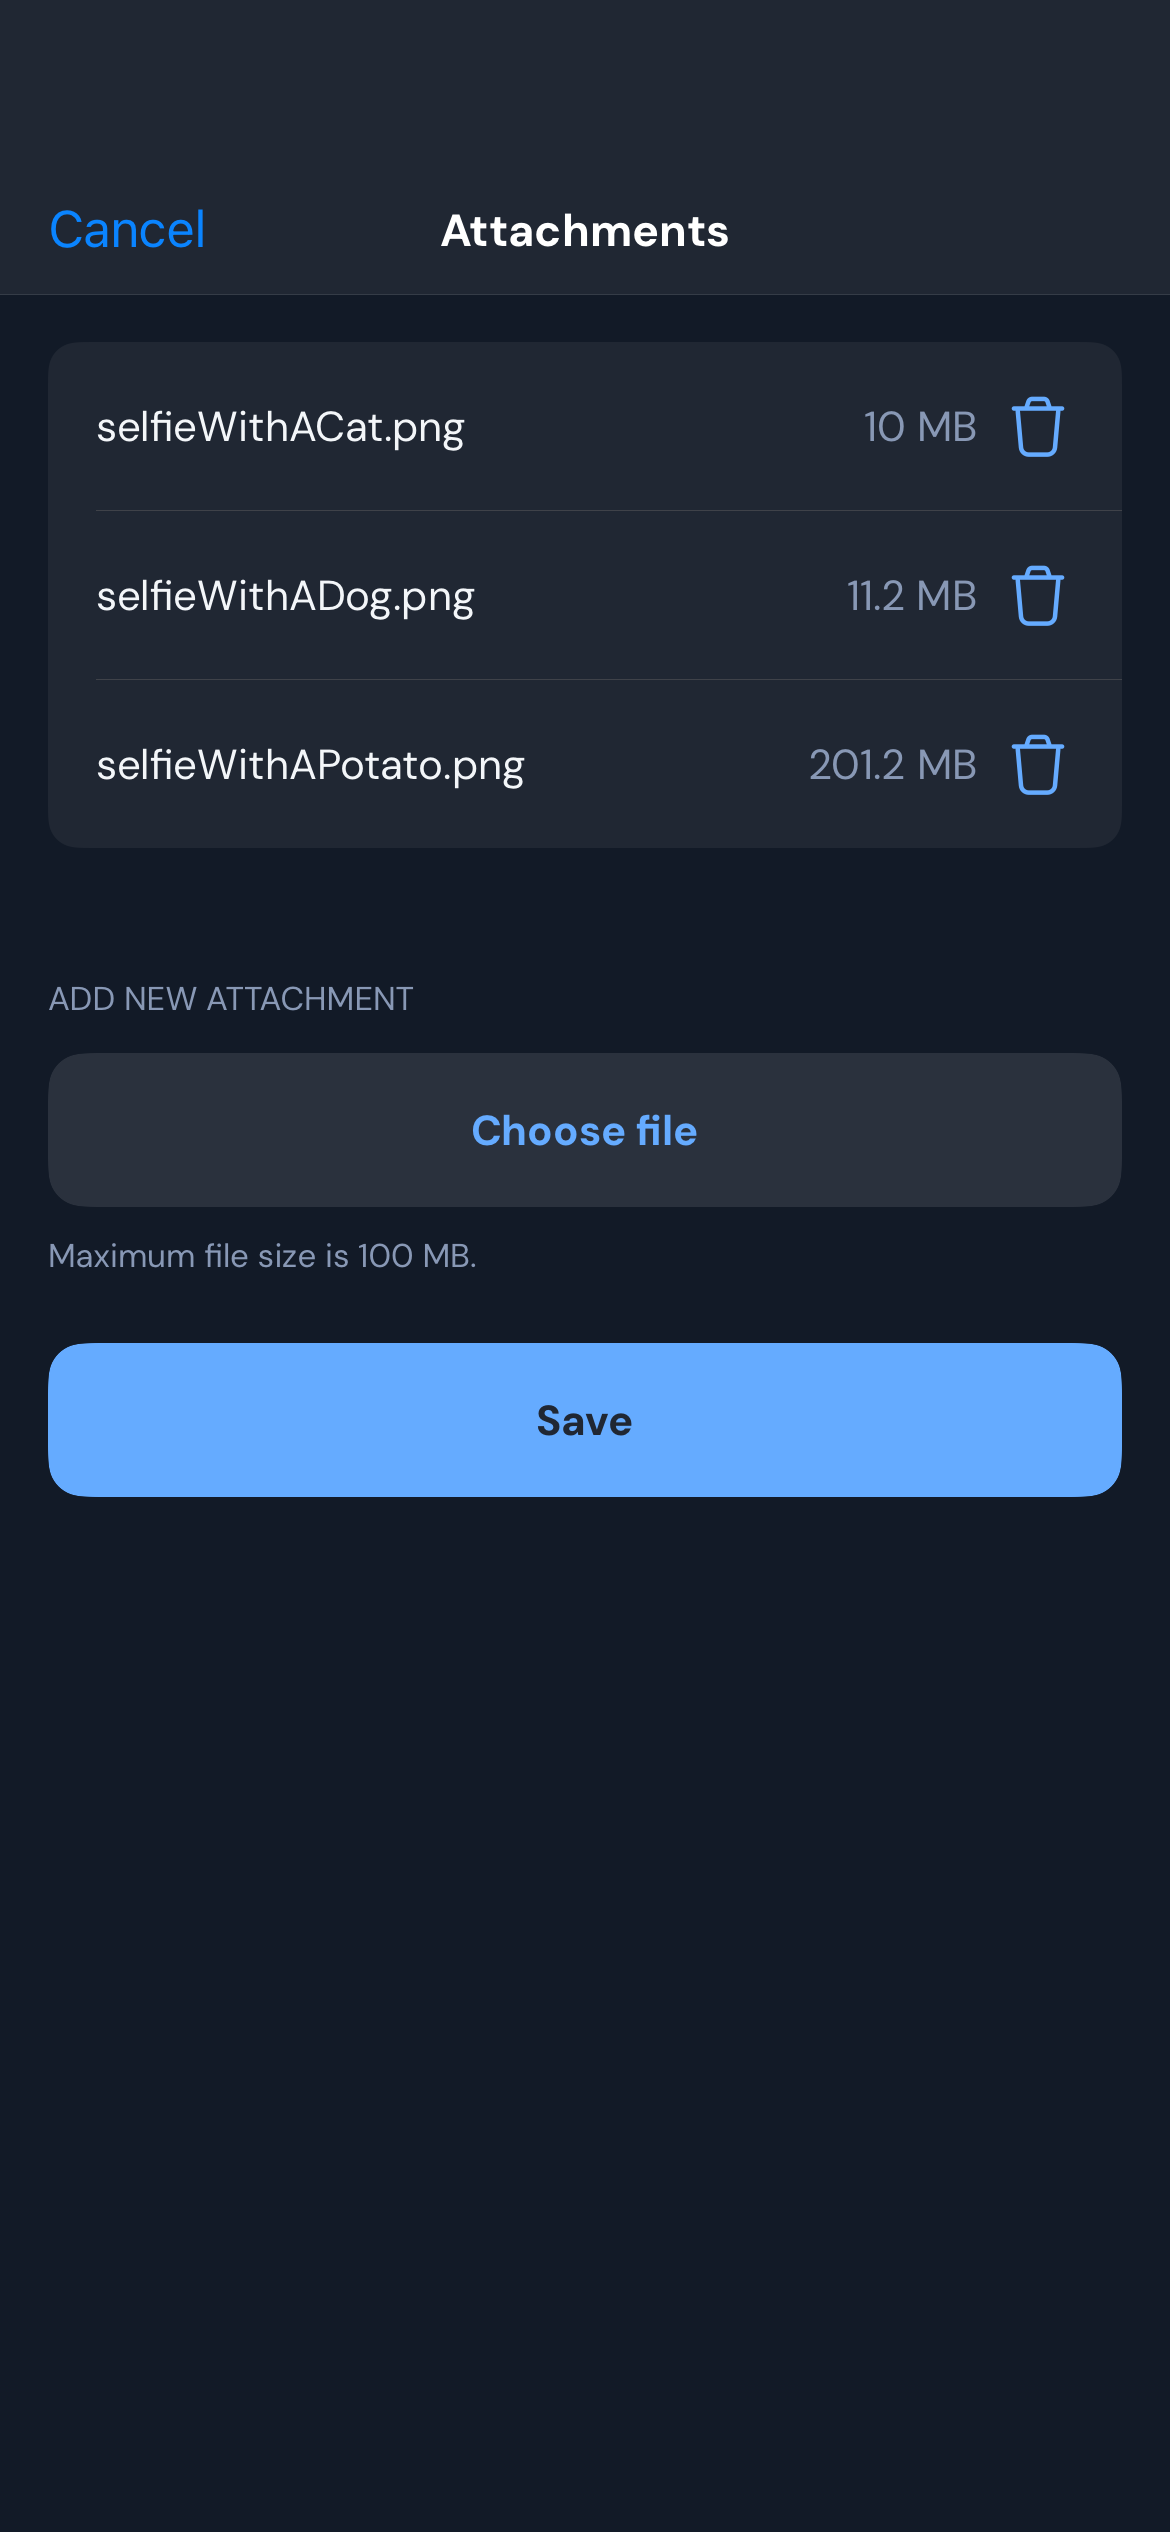 Cancel
Attachments
selfieWithACat.png 10 MB
selfieWithADog.png 11.2 MB
selfieWithAPotato.png 201.2 MB
ADD NEW ATTACHMENT
Choose file
Maximum file size is 100 MB.
Save